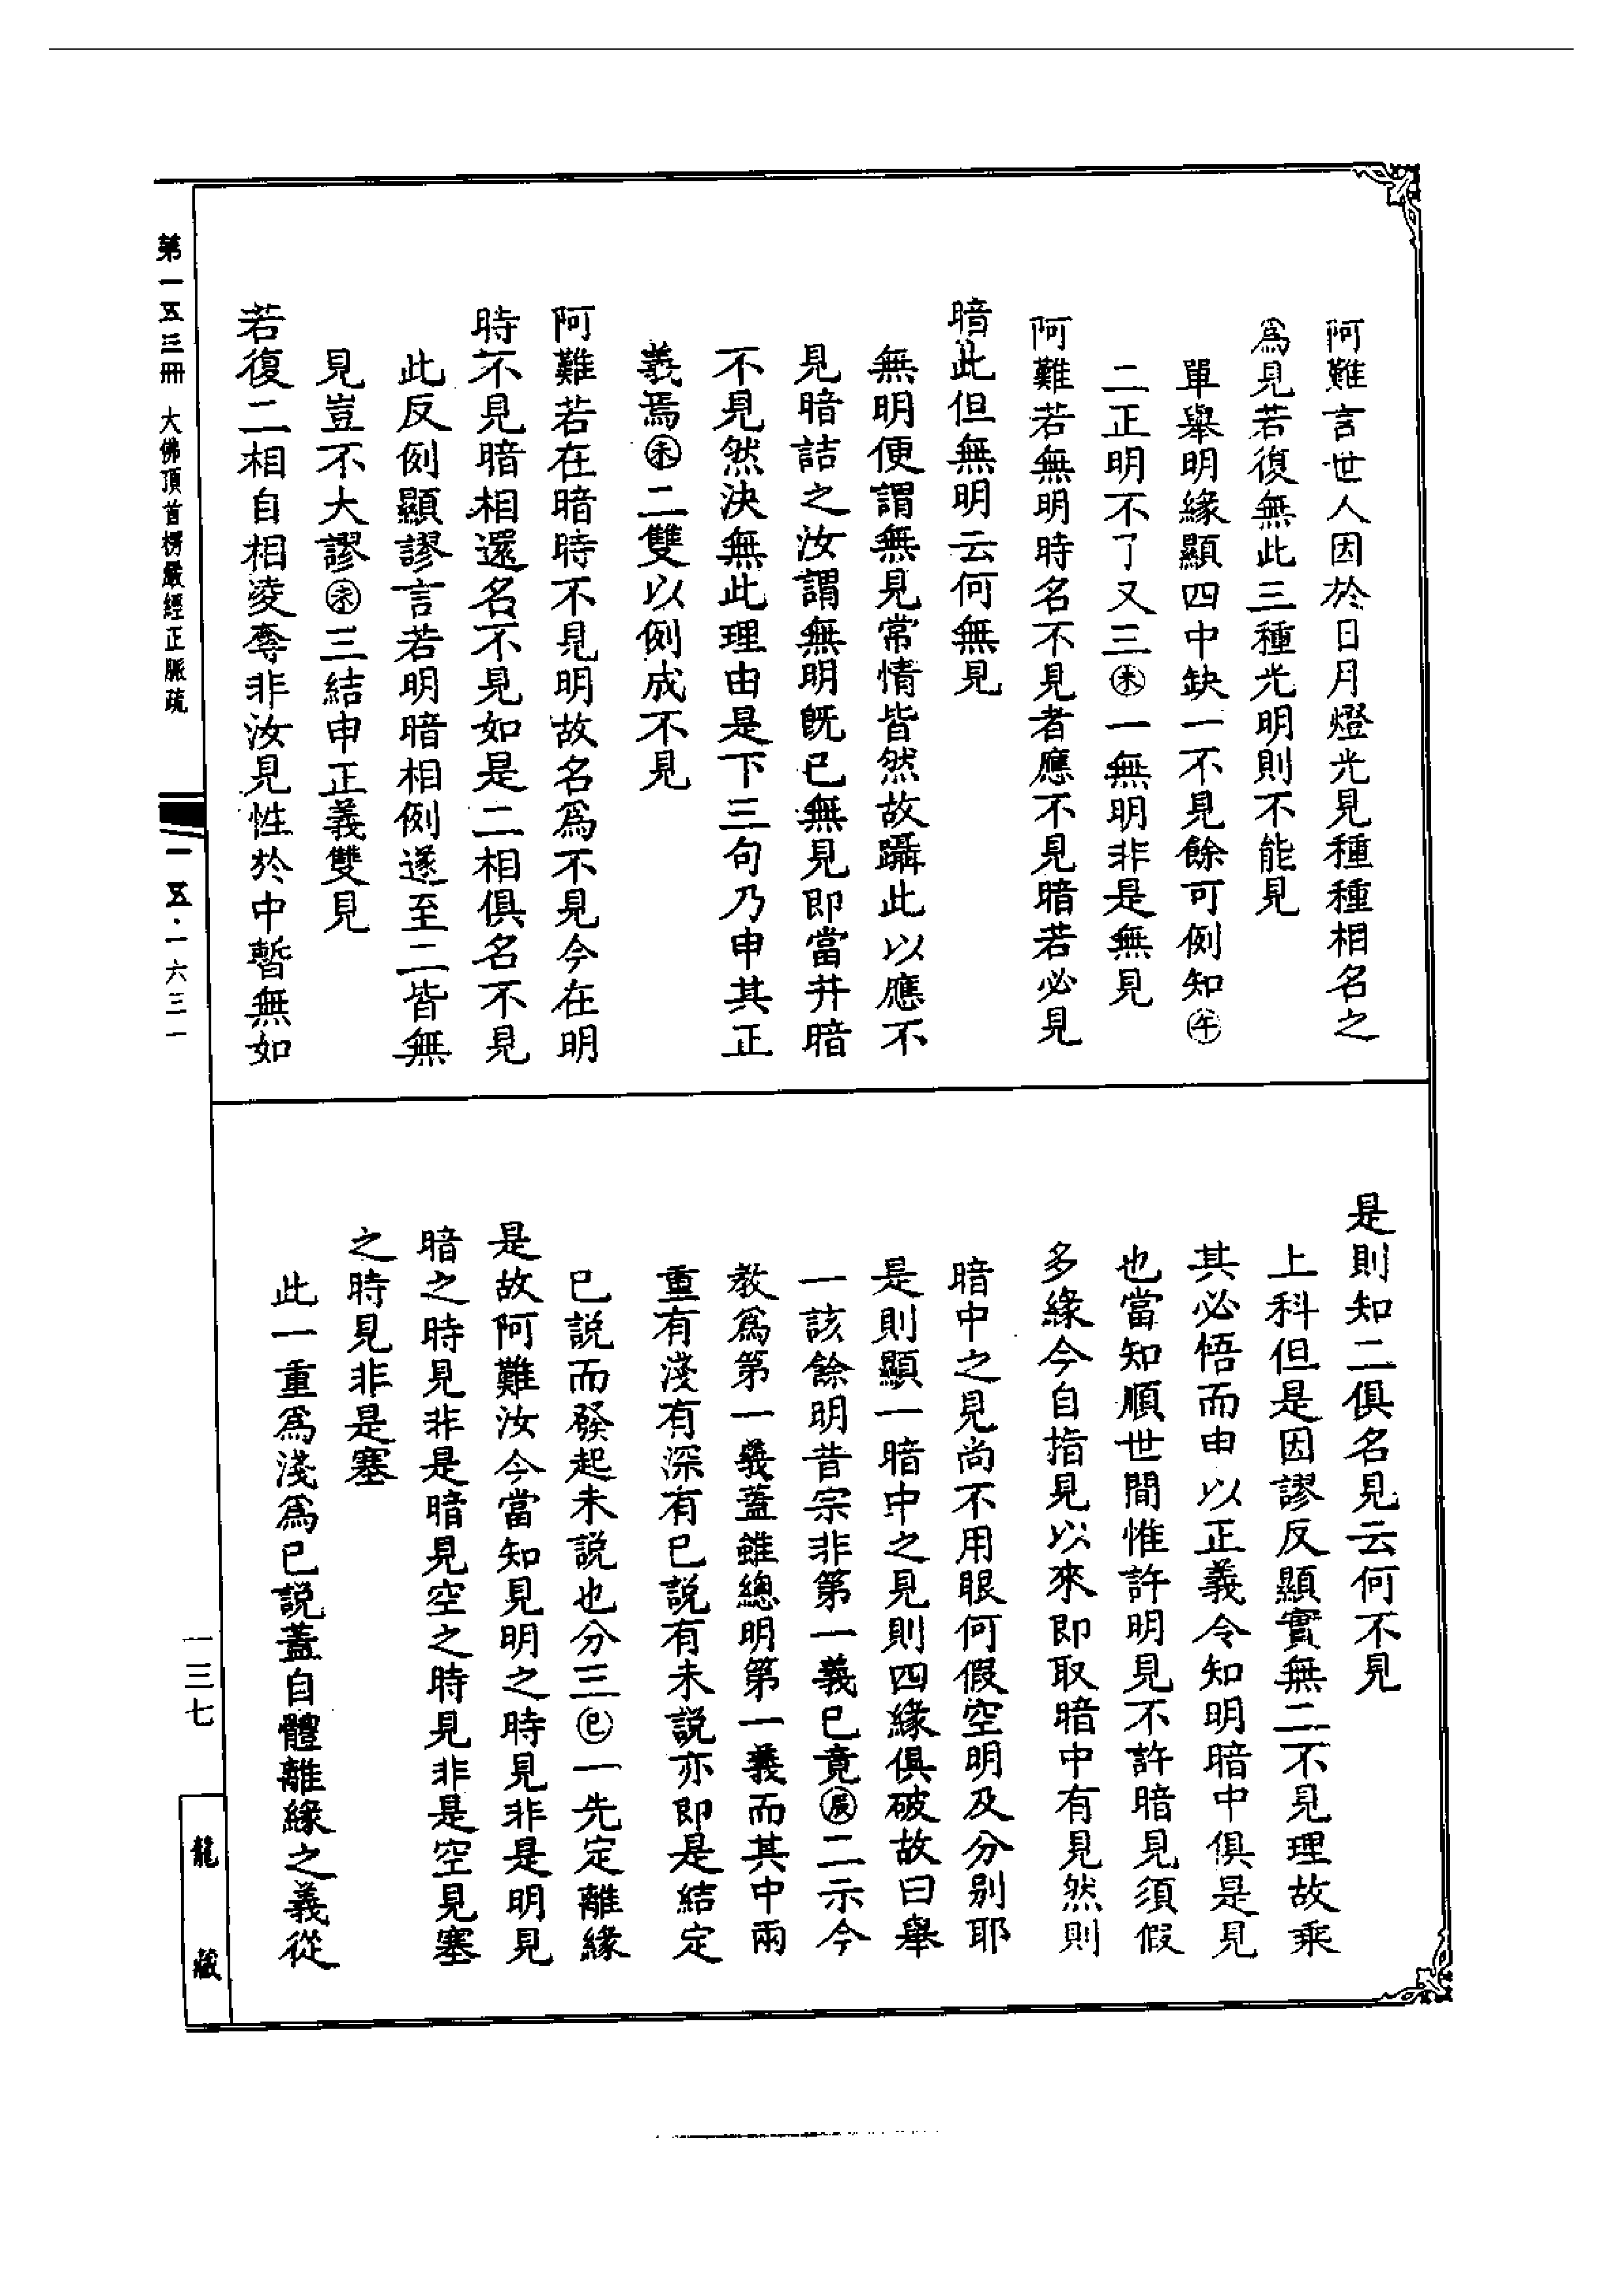 阿難言世人因於日月燈光見種種相名之
為見若復無此三種光明則不能見
單舉明緣顯四中缺一不見餘可例知㊍午
二正明不了又三㊍未一無明非是無見
阿難若無明時名不見者應不見暗若必見
暗此但無明云何無見
無明便謂無見常情皆然故躡此以應不
見暗詰之汝謂無明既已無見即當并暗
不見然決無此理由是下三句乃申其正
義焉未二雙以例成不見
阿難若在暗時不見明故名為不見今在明
時不見暗相還名不見如是二相俱名不見
此反例顯謬言若明暗相例遂至二皆無
見豈不大謬未三結申正義雙見
若復二相自相凌奪非汝見性於中暫無如
是則知二俱名見云何不見
上科但是因謬反顯實無二不見理故乘
其必悟而申以正義令知明暗中俱是見
也當知順世間惟許明見不許暗見須假
多緣今自指見以來即取暗中有見然則
暗中之見尚不用眼何假空明及分別耶
是則顯一暗中之見則四緣俱破故曰舉
一該餘明昔宗非第一義已竟辰二示今
教為第一義蓋雖總明第一義而其中兩
重有淺有深有已說有未說亦即是結定
已說而發起未說也分三巳一先定離緣
是故阿難汝今當知見明之時見非是明見
暗之時見非是暗見空之時見非是空見塞
之時見非是塞
此一重為淺為已說蓋自體離緣之義從
第一五三冊 大佛頂首楞嚴經正脈疏
一五·一六三一
一三七
龍藏